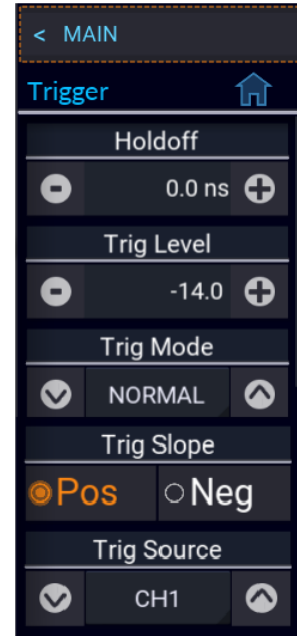 < MAIN
Trigger
Holdoff
0.0 ns
Trig Level
-14.0
Trig Mode
NORMAL
Trig Slope
Pos Neg
Trig Source
CH1